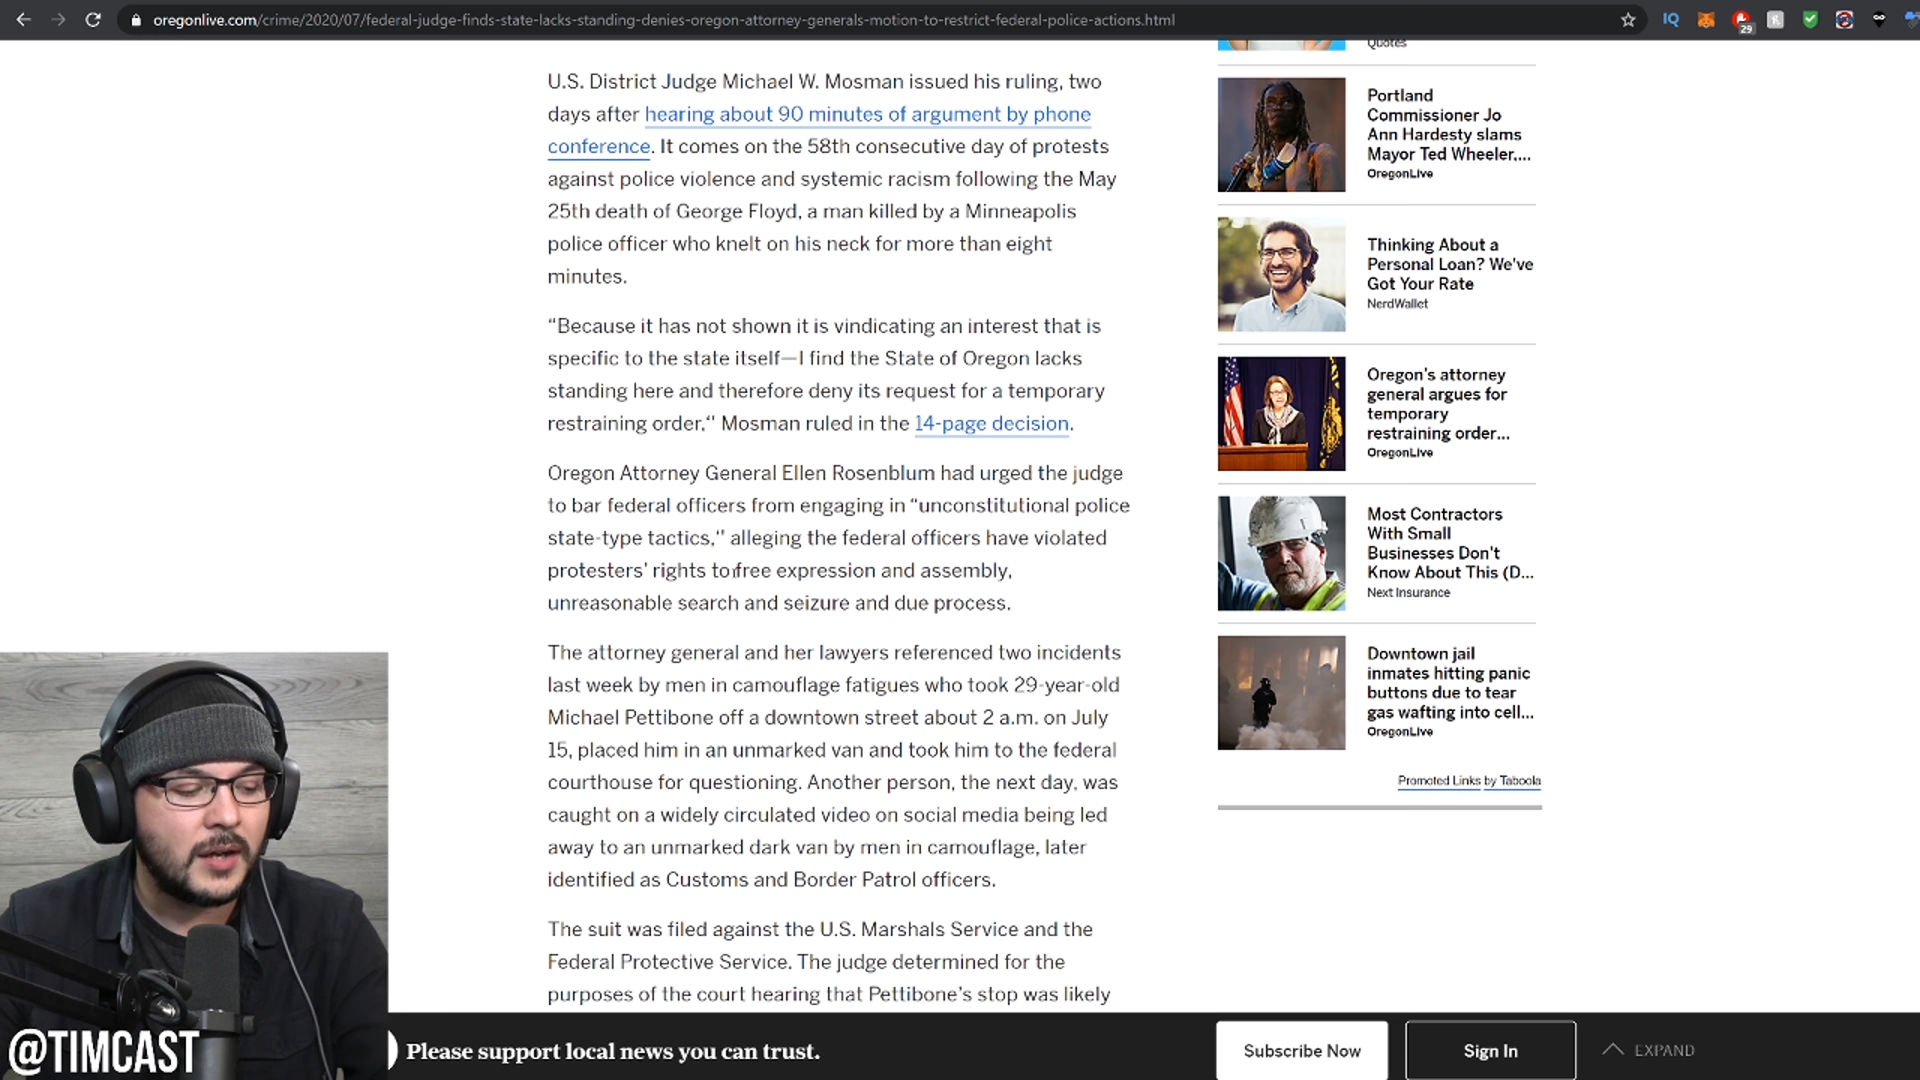 oregonlive.com/crime/2020/07/federal-judge-finds-state-lacks-standing-denies-oregon-attorney-generals-motion-to-restrict-federal-police-actions.html
IQ
29
U.S. District Judge Michael W. Mosman issued his ruling, two
days after hearing about 90 minutes of argument by phone
conference. It comes on the 58th consecutive day of protests
against police violence and systemic racism following the May
25th death of George Floyd, a man killed by a Minneapolis
police officer who knelt on his neck for more than eight
minutes.
“Because it has not shown it is vindicating an interest that is
specific to the state itself—I find the State of Oregon lacks
standing here and therefore deny its request for a temporary
restraining order,“ Mosman ruled in the 14-page decision.
Oregon Attorney General Ellen Rosenblum had urged the judge
to bar federal officers from engaging in “unconstitutional police
state-type tactics,” alleging the federal officers have violated
protesters’ rights to free expression and assembly,
unreasonable search and seizure and due process.
The attorney general and her lawyers referenced two incidents
last week by men in camouflage fatigues who took 29-year-old
Michael Pettibone off a downtown street about 2 a.m. on July
15, placed him in an unmarked van and took him to the federal
courthouse for questioning. Another person, the next day, was
caught on a widely circulated video on social media being led
away to an unmarked dark van by men in camouflage, later
identified as Customs and Border Patrol officers.
The suit was filed against the U.S. Marshals Service and the
Federal Protective Service. The judge determined for the
purposes of the court hearing that Pettibone’s stop was likely
Quotes
Portland
Commissioner Jo
Ann Hardesty slams
Mayor Ted Wheeler,...
OregonLive
Thinking About a
Personal Loan? We've
Got Your Rate
NerdWallet
Oregon's attorney
general argues for
temporary
restraining order...
OregonLive
Most Contractors
With Small
Businesses Don't
Know About This (D...
Next Insurance
Downtown jail
inmates hitting panic
buttons due to tear
gas wafting into cell...
OregonLive
Promoted Links by Taboola
@TIMCAST
Please support local news you can trust.
Subscribe Now
Sign In
EXPAND